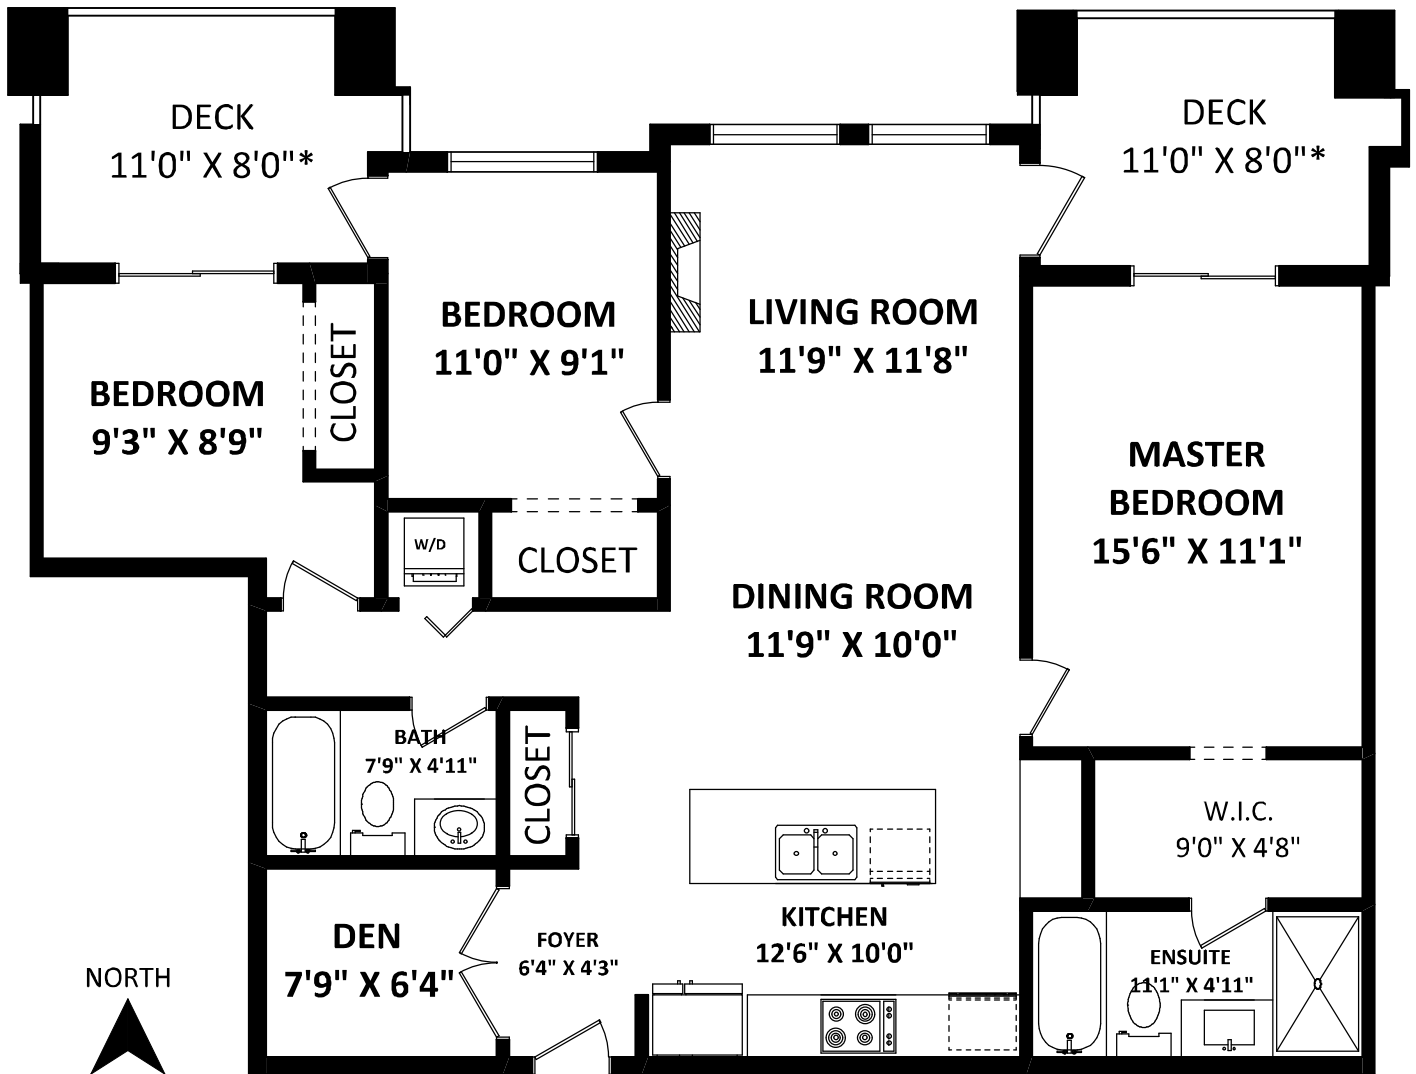 DECK
11'0" X 8'0"*
DECK
11'0" X 8'0"*
BEDROOM
11'0" X 9'1"
LIVING ROOM
11'9" X 11'8"
BEDROOM
9'3" X 8'9"
CLOSET
MASTER
BEDROOM
15'6" X 11'1"
W/D
CLOSET
DINING ROOM
11'9" X 10'0"
BATH
7'9" X 4'11"
CLOSET
W.I.C.
9'0" X 4'8"
KITCHEN
12'6" X 10'0"
DEN
7'9" X 6'4"
FOYER
6'4" X 4'3"
ENSUITE
11'1" X 4'11"
NORTH